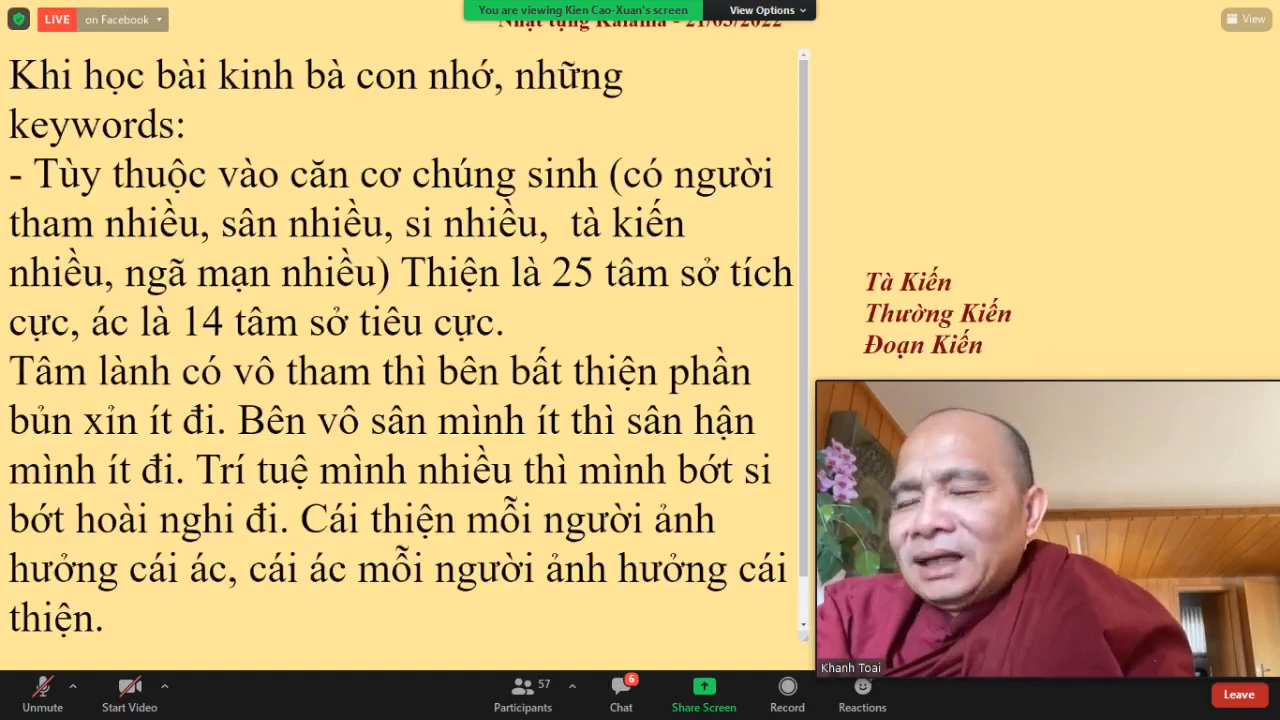 LIVE on Facebook
You are viewing Kien Cao-Xuan's screen View Options
View
Nhật tụng Kalama - 21/03/2022
Khi học bài kinh bà con nhớ, những
keywords:
- Tùy thuộc vào căn cơ chúng sinh (có người
tham nhiều, sân nhiều, si nhiều, tà kiến
nhiều, ngã mạn nhiều) Thiện là 25 tâm sở tích
cực, ác là 14 tâm sở tiêu cực.
Tâm lành có vô tham thì bên bất thiện phần
bủn xỉn ít đi. Bên vô sân mình ít thì sân hận
mình ít đi. Trí tuệ mình nhiều thì mình bớt si
bớt hoài nghi đi. Cái thiện mỗi người ảnh
hưởng cái ác, cái ác mỗi người ảnh hưởng cái
thiện.
Tà Kiến
Thường Kiến
Đoạn Kiến
Khanh Toai
Unmute
Start Video
57
Participants
6
Chat
Share Screen
Record
Reactions
Leave